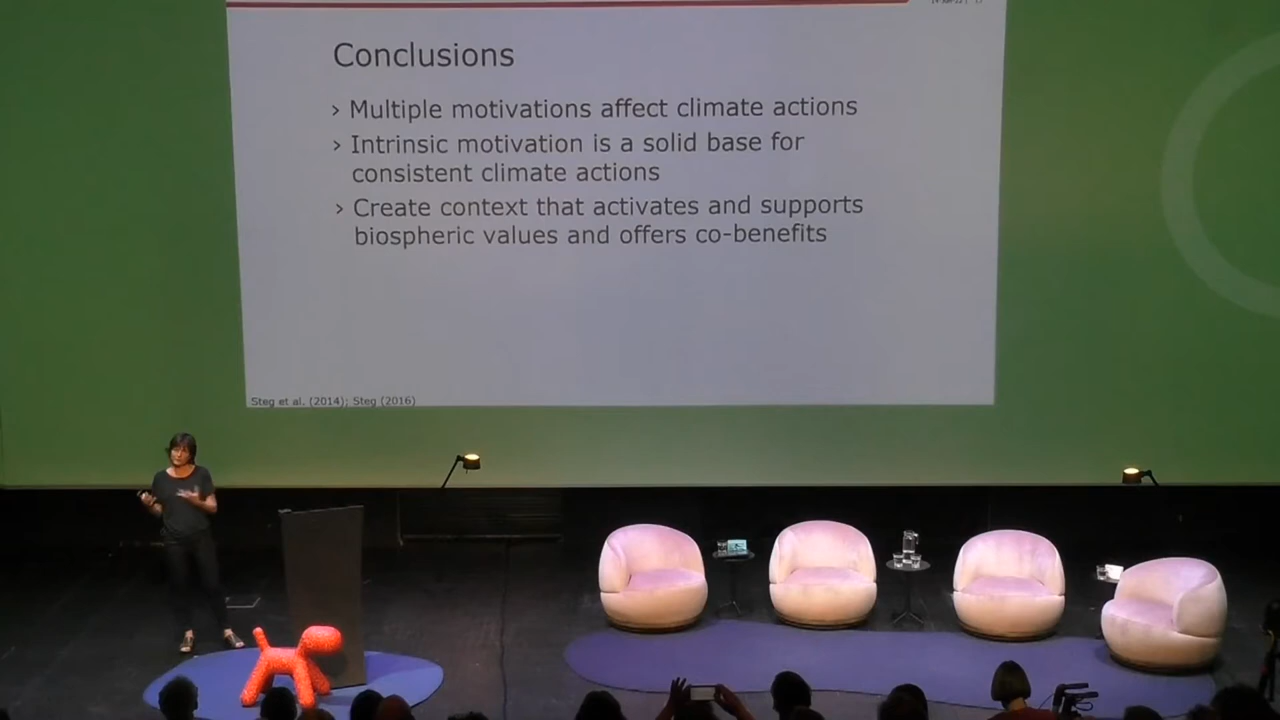 Conclusions
› Multiple motivations affect climate actions
› Intrinsic motivation is a solid base for
consistent climate actions
› Create context that activates and supports
biospheric values and offers co-benefits
Steg et al. (2014); Steg (2016)